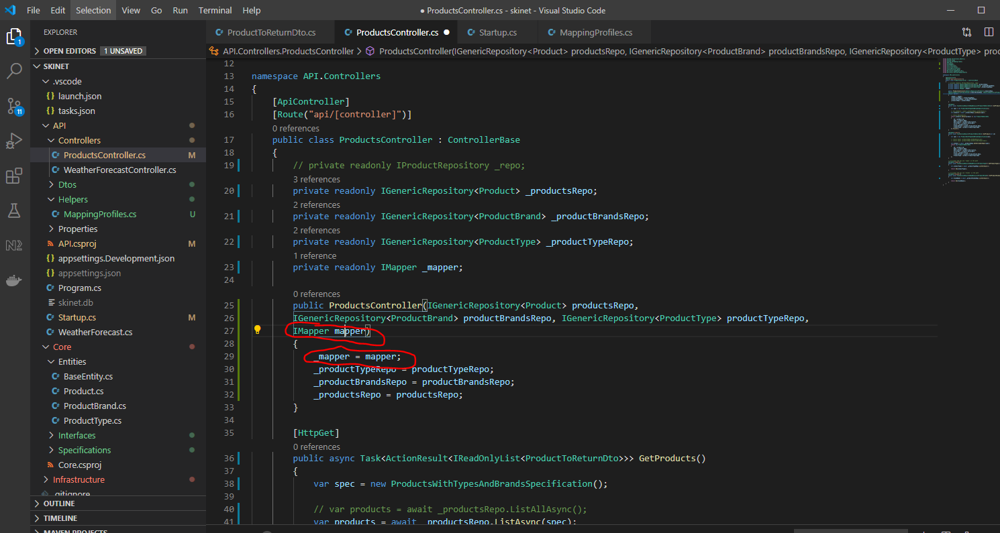 File Edit Selection View Go Run Terminal Help
● ProductsController.cs - skinet - Visual Studio Code
EXPLORER
OPEN EDITORS 1 UNSAVED
SKINET
.vscode
{} launch.json
{} tasks.json
API
Controllers
C# ProductsController.cs M
C# WeatherForecastController.cs
Dtos
Helpers
C# MappingProfiles.cs U
Properties
API.csproj M
{} appsettings.Development.json
{} appsettings.json
C# Program.cs
skinet.db
C# Startup.cs M
C# WeatherForecast.cs
Core
Entities
C# BaseEntity.cs
C# Product.cs
C# ProductBrand.cs
C# ProductType.cs
Interfaces
Specifications
Core.csproj
Infrastructure
.gitignore
OUTLINE
TIMELINE
MAVEN PROJECTS
1
11
C# ProductToReturnDto.cs
C# ProductsController.cs ●
C# Startup.cs
C# MappingProfiles.cs
API.Controllers.ProductsController > ProductsController(IGenericRepository<Product> productsRepo, IGenericRepository<ProductBrand> productBrandsRepo, IGenericRepository<ProductType> proc
12
13 namespace API.Controllers
14 {
15 [ApiController]
16 [Route("api/[controller]")]
0 references
17 public class ProductsController : ControllerBase
18 {
19 // private readonly IProductRepository _repo;
3 references
20 private readonly IGenericRepository<Product> _productsRepo;
2 references
21 private readonly IGenericRepository<ProductBrand> _productBrandsRepo;
2 references
22 private readonly IGenericRepository<ProductType> _productTypeRepo;
1 reference
23 private readonly IMapper _mapper;
24
0 references
25 public ProductsController(IGenericRepository<Product> productsRepo,
26 IGenericRepository<ProductBrand> productBrandsRepo, IGenericRepository<ProductType> productTypeRepo,
27 IMapper mapper)
28 {
29 _mapper = mapper;
30 _productTypeRepo = productTypeRepo;
31 _productBrandsRepo = productBrandsRepo;
32 _productsRepo = productsRepo;
33 }
34
35 [HttpGet]
0 references
36 public async Task<ActionResult<IReadOnlyList<ProductToReturnDto>>> GetProducts()
37 {
38 var spec = new ProductsWithTypesAndBrandsSpecification();
39
40 // var products = await _productsRepo.ListAllAsync();
41 var products = await _productsRepo.ListAsync(spec);